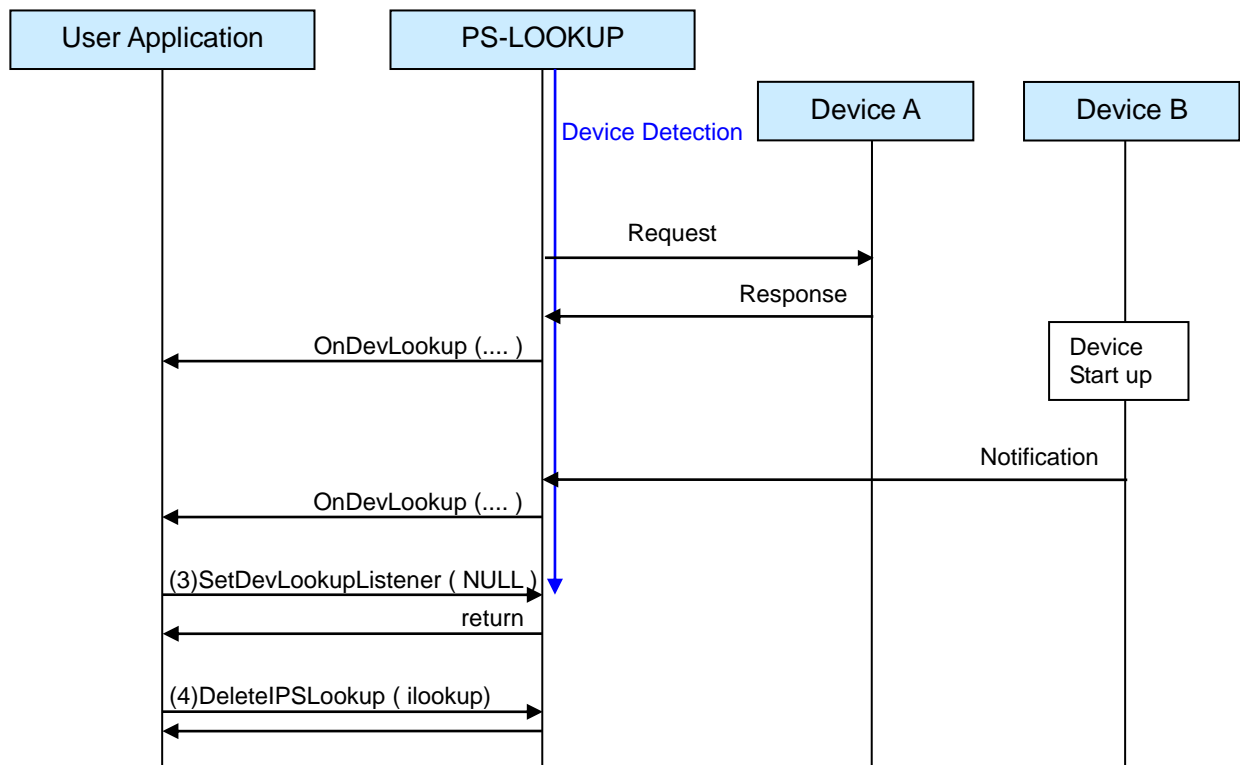 User Application
PS-LOOKUP
Device A
Device B
Device Detection
Request
Response
OnDevLookup (.... )
Device
Start up
Notification
OnDevLookup (.... )
(3)SetDevLookupListener ( NULL )
return
(4)DeleteIPSLookup ( ilookup)